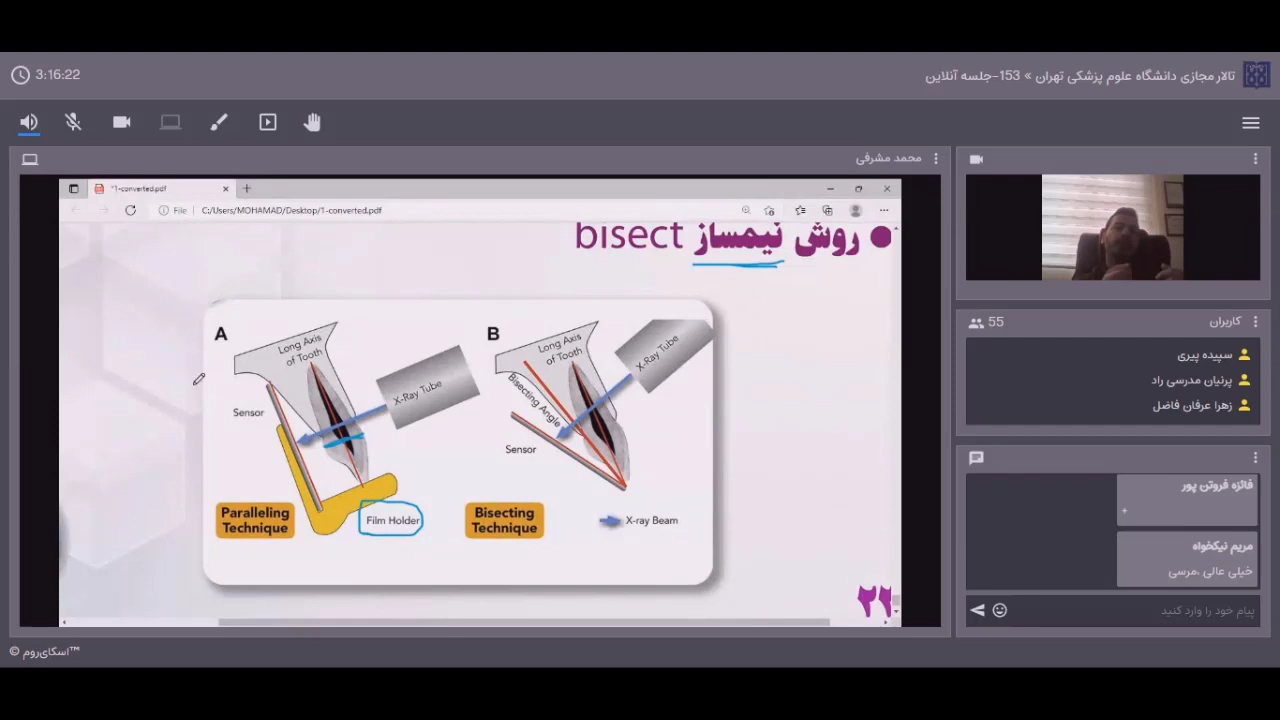 3:16:22
تالار مجازی دانشگاه علوم پزشکی تهران » 153-جلسه آنلاین
محمد مشرفی
*1-converted.pdf
File
C:/Users/MOHAMAD/Desktop/1-converted.pdf
● روش نیمساز bisect
A
Long Axis
of Tooth
X-Ray Tube
Sensor
Paralleling
Technique
Film Holder
B
Long Axis
of Tooth
X-Ray Tube
Bisecting Angle
Sensor
Bisecting
Technique
X-ray Beam
۲۹
55
کاربران
سپیده پیری
پرنیان مدرسی راد
زهرا عرفان فاضل
فائزه فروتن پور
+
مریم نیکخواه
خیلی عالی ،مرسی
پیام خود را وارد کنید
© اسکای‌روم™